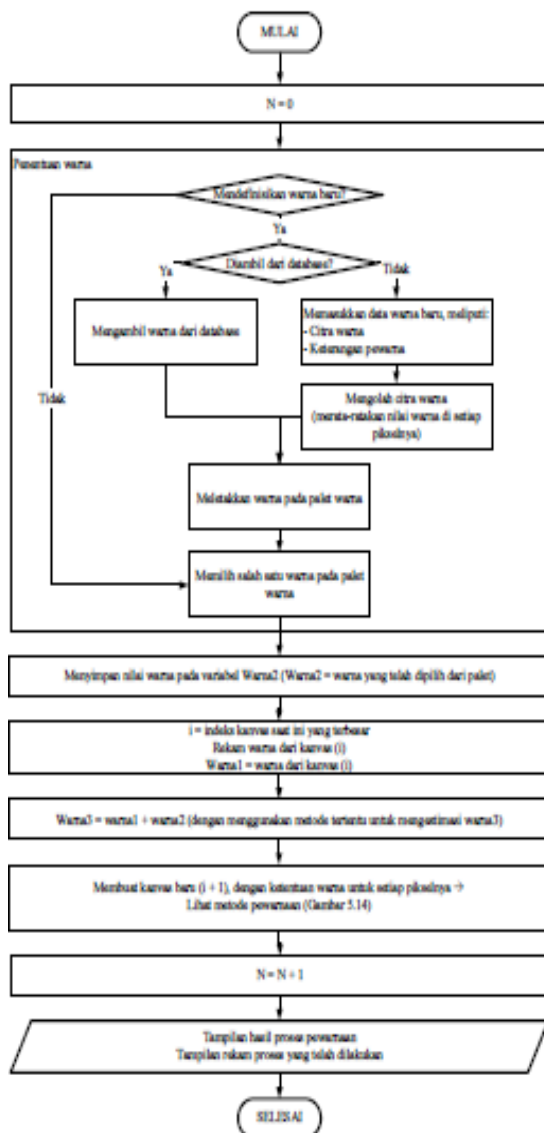 MULAI
N = 0
Penentuan warna
Mendefinisikan warna baru?
Ya
Diambil dari database?
Ya
Tidak
Mengambil warna dari database
Memasukkan data warna baru, meliputi:
- Citra warna
- Keterangan pewarna
Tidak
Mengolah citra warna
(merata-ratakan nilai warna di setiap
pikselnya)
Meletakkan warna pada palet warna
Memilih salah satu warna pada palet
warna
Menyimpan nilai warna pada variabel Warna2 (Warna2 = warna yang telah dipilih dari palet)
i = indeks kanvas saat ini yang terbesar
Rekam warna dari kanvas (i)
Warna1 = warna dari kanvas (i)
Warna3 = warna1 + warna2 (dengan menggunakan metode tertentu untuk mengestimasi warna3)
Membuat kanvas baru (i + 1), dengan ketentuan warna untuk setiap pikselnya →
Lihat metode pewarnaan (Gambar 5.14)
N = N + 1
Tampilan hasil proses pewarnaan
Tampilan rekam proses yang telah dilakukan
SELESAI